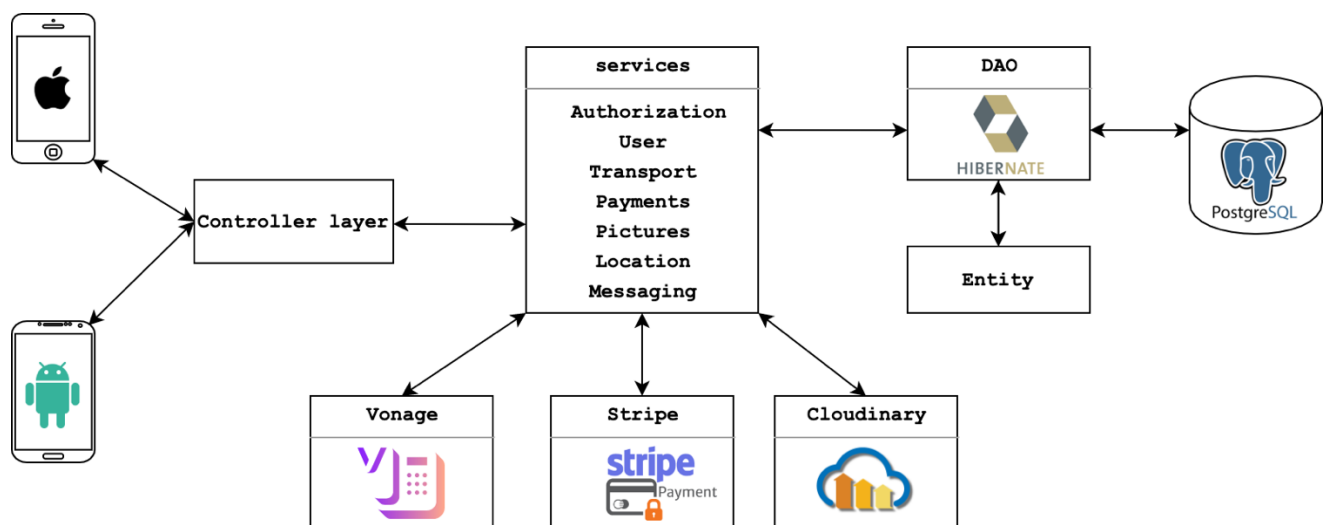 services
Authorization
User
Transport
Payments
Pictures
Location
Messaging
DAO
HIBERNATE
PostgreSQL
Controller layer
Entity
Vonage
Stripe
stripe
Payment
Cloudinary